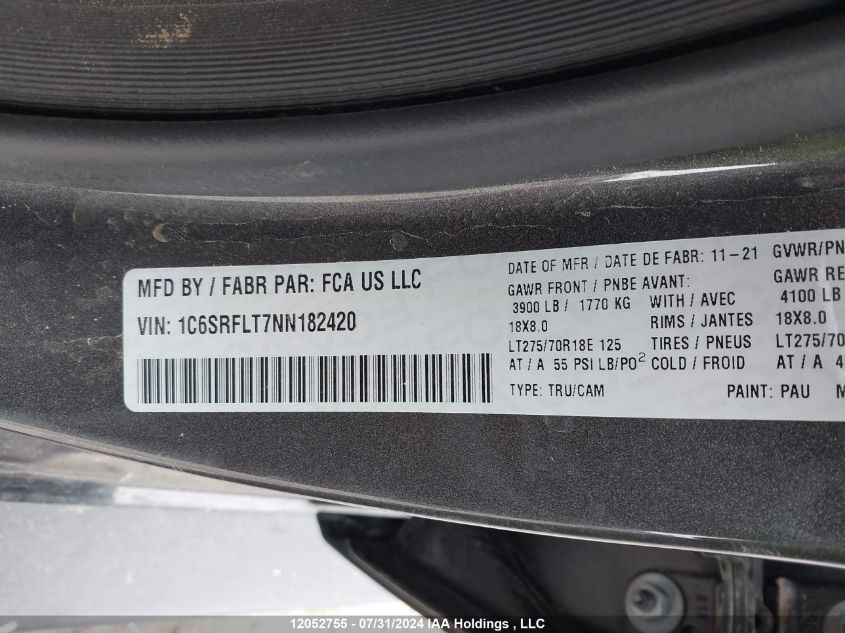 MFD BY / FABR PAR: FCA US LLC
VIN: 1C6SRFLT7NN182420
DATE OF MFR / DATE DE FABR: 11-21 GVWR/PN
GAWR FRONT / PNBE AVANT: GAWR RE
3900 LB / 1770 KG WITH / AVEC 4100 LB
18X8.0 RIMS / JANTES 18X8.0
LT275/70R18E 125 TIRES / PNEUS LT275/70
AT / A 55 PSI LB/PO² COLD / FROID AT / A 4
TYPE: TRU/CAM PAINT: PAU M
12052755 - 07/31/2024 IAA Holdings , LLC